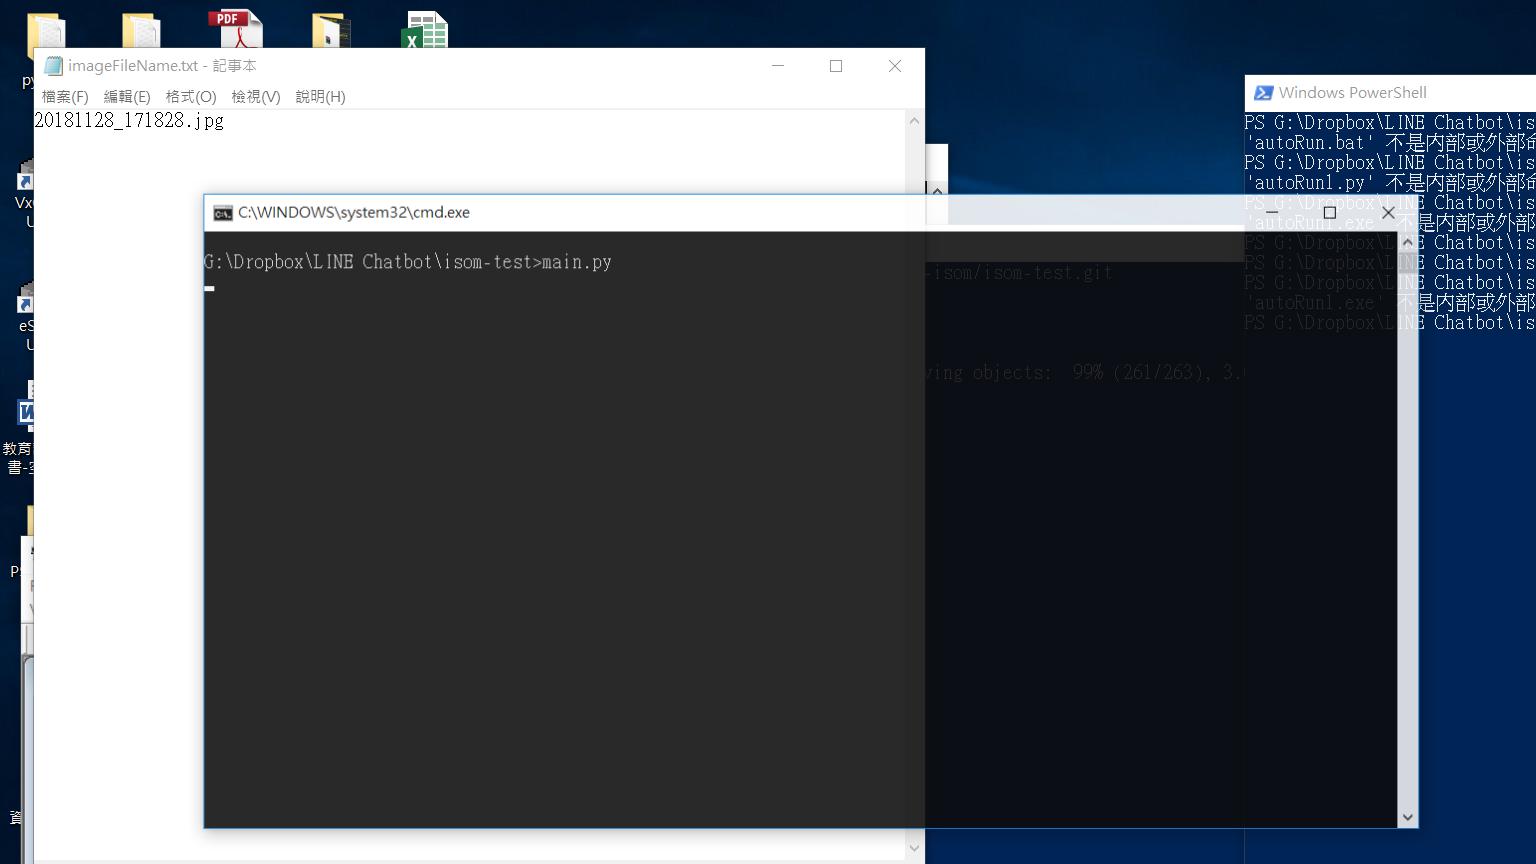 PDF
imageFileName.txt - 記事本
檔案(F) 編輯(E) 格式(O) 檢視(V) 說明(H)
20181128_171828.jpg
C:\WINDOWS\system32\cmd.exe
G:\Dropbox\LINE Chatbot\isom-test>main.py
-isom/isom-test.git
ving objects: 99% (261/263), 3.
Windows PowerShell
PS G:\Dropbox\LINE Chatbot\is
'autoRun.bat' 不是內部或外部命
PS G:\Dropbox\LINE Chatbot\is
'autoRun1.py' 不是內部或外部命
PS G:\Dropbox\LINE Chatbot\is
'autoRun1.exe' 不是內部或外部
PS G:\Dropbox\LINE Chatbot\is
PS G:\Dropbox\LINE Chatbot\is
PS G:\Dropbox\LINE Chatbot\is
'autoRun1.exe' 不是內部或外部
PS G:\Dropbox\LINE Chatbot\is
教育
書-空
資